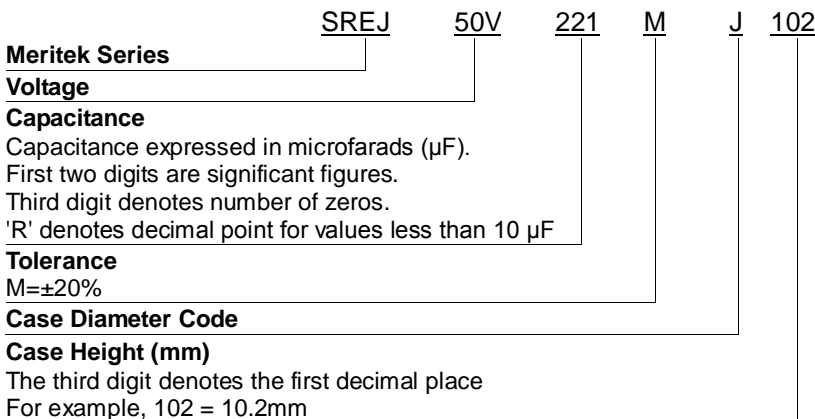 SREJ 50V 221 M J 102
Meritek Series
Voltage
Capacitance
Capacitance expressed in microfarads (µF).
First two digits are significant figures.
Third digit denotes number of zeros.
'R' denotes decimal point for values less than 10 µF
Tolerance
M=±20%
Case Diameter Code
Case Height (mm)
The third digit denotes the first decimal place
For example, 102 = 10.2mm